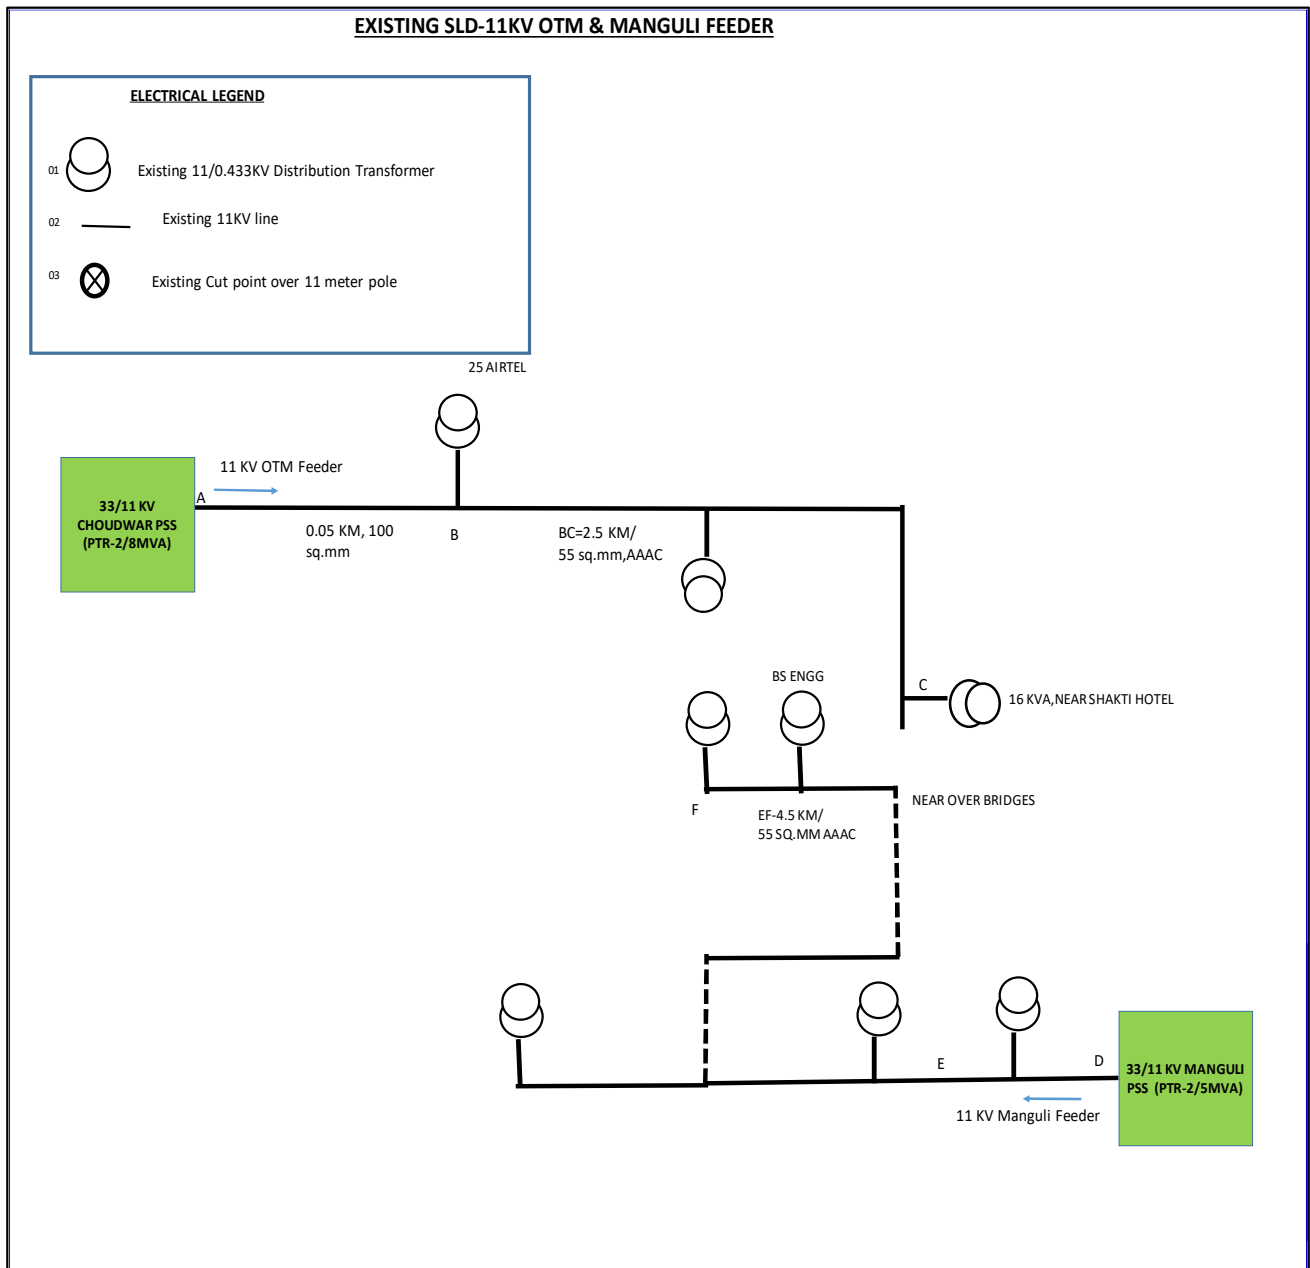 EXISTING SLD-11KV OTM & MANGULI FEEDER
ELECTRICAL LEGEND
01 Existing 11/0.433KV Distribution Transformer
02 Existing 11KV line
03 Existing Cut point over 11 meter pole
25 AIRTEL
11 KV OTM Feeder
33/11 KV
CHOUDWAR PSS
(PTR-2/8MVA)
A
0.05 KM, 100
sq.mm
B
BC=2.5 KM/
55 sq.mm,AAAC
BS ENGG
C
16 KVA,NEAR SHAKTI HOTEL
F
EF-4.5 KM/
55 SQ.MM AAAC
NEAR OVER BRIDGES
E
D
33/11 KV MANGULI
PSS (PTR-2/5MVA)
11 KV Manguli Feeder